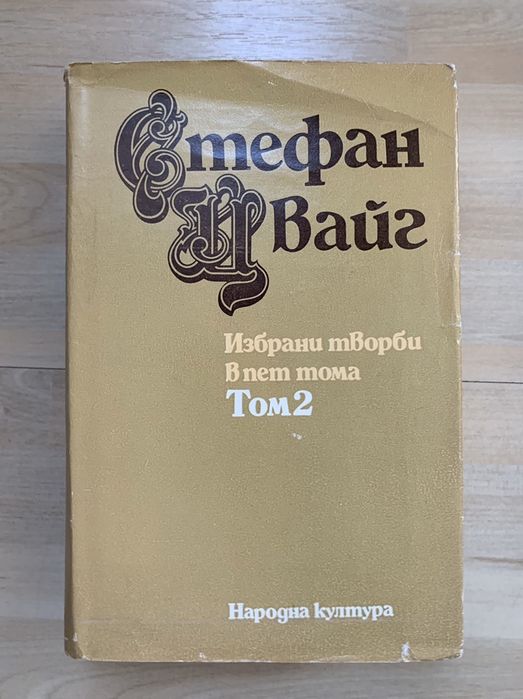 Стефан
Цвайг
Избрани творби
в пет тома
Том 2
Народна култура